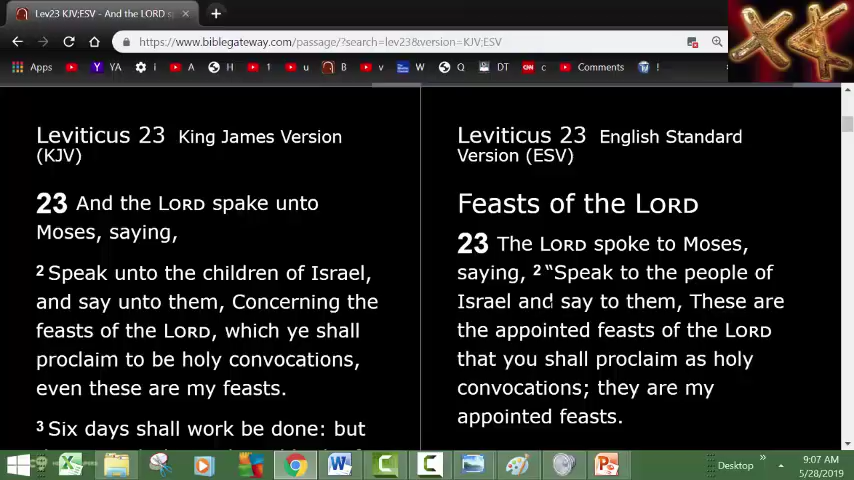 Lev23 KJV;ESV - And the LORD sp
https://www.biblegateway.com/passage/?search=lev23&version=KJV;ESV
Apps YA i A H 1 u B v W Q DT c Comments !
Leviticus 23 King James Version
(KJV)
23 And the LORD spake unto
Moses, saying,
2 Speak unto the children of Israel,
and say unto them, Concerning the
feasts of the LORD, which ye shall
proclaim to be holy convocations,
even these are my feasts.
3 Six days shall work be done: but
Leviticus 23 English Standard
Version (ESV)
Feasts of the LORD
23 The LORD spoke to Moses,
saying, 2 “Speak to the people of
Israel and say to them, These are
the appointed feasts of the LORD
that you shall proclaim as holy
convocations; they are my
appointed feasts.
Desktop
9:07 AM
5/28/2019